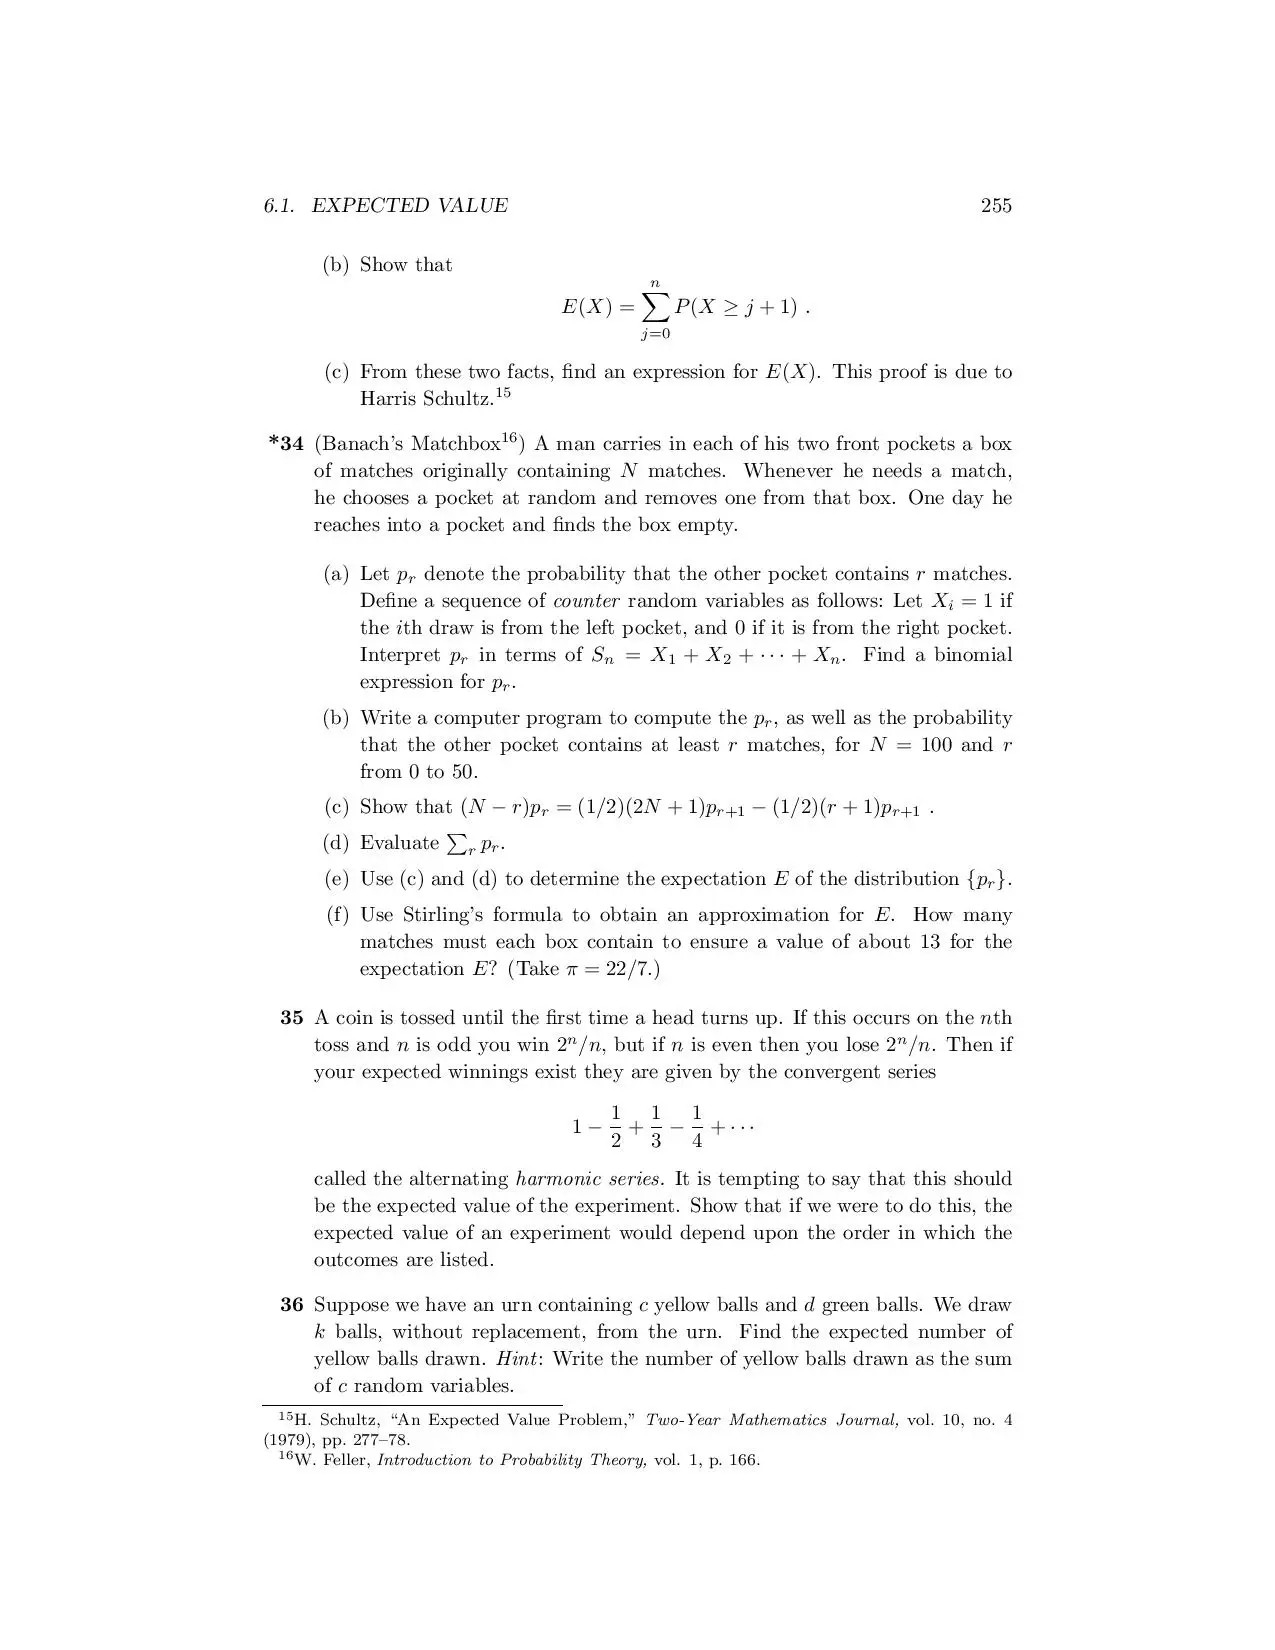 6.1. EXPECTED VALUE 255
(b) Show that
E(X) = \sum_{j=0}^{n} P(X ≥ j + 1) .
(c) From these two facts, find an expression for E(X). This proof is due to
Harris Schultz.¹⁵
*34 (Banach's Matchbox¹⁶) A man carries in each of his two front pockets a box
of matches originally containing N matches. Whenever he needs a match,
he chooses a pocket at random and removes one from that box. One day he
reaches into a pocket and finds the box empty.
(a) Let p_r denote the probability that the other pocket contains r matches.
Define a sequence of counter random variables as follows: Let X_i = 1 if
the ith draw is from the left pocket, and 0 if it is from the right pocket.
Interpret p_r in terms of S_n = X_1 + X_2 + ··· + X_n. Find a binomial
expression for p_r.
(b) Write a computer program to compute the p_r, as well as the probability
that the other pocket contains at least r matches, for N = 100 and r
from 0 to 50.
(c) Show that (N − r)p_r = (1/2)(2N + 1)p_{r+1} − (1/2)(r + 1)p_{r+1} .
(d) Evaluate \sum_r p_r.
(e) Use (c) and (d) to determine the expectation E of the distribution {p_r}.
(f) Use Stirling's formula to obtain an approximation for E. How many
matches must each box contain to ensure a value of about 13 for the
expectation E? (Take π = 22/7.)
35 A coin is tossed until the first time a head turns up. If this occurs on the nth
toss and n is odd you win 2^n/n, but if n is even then you lose 2^n/n. Then if
your expected winnings exist they are given by the convergent series
1 − 1/2 + 1/3 − 1/4 + ···
called the alternating harmonic series. It is tempting to say that this should
be the expected value of the experiment. Show that if we were to do this, the
expected value of an experiment would depend upon the order in which the
outcomes are listed.
36 Suppose we have an urn containing c yellow balls and d green balls. We draw
k balls, without replacement, from the urn. Find the expected number of
yellow balls drawn. Hint: Write the number of yellow balls drawn as the sum
of c random variables.
¹⁵H. Schultz, "An Expected Value Problem," Two-Year Mathematics Journal, vol. 10, no. 4
(1979), pp. 277–78.
¹⁶W. Feller, Introduction to Probability Theory, vol. 1, p. 166.